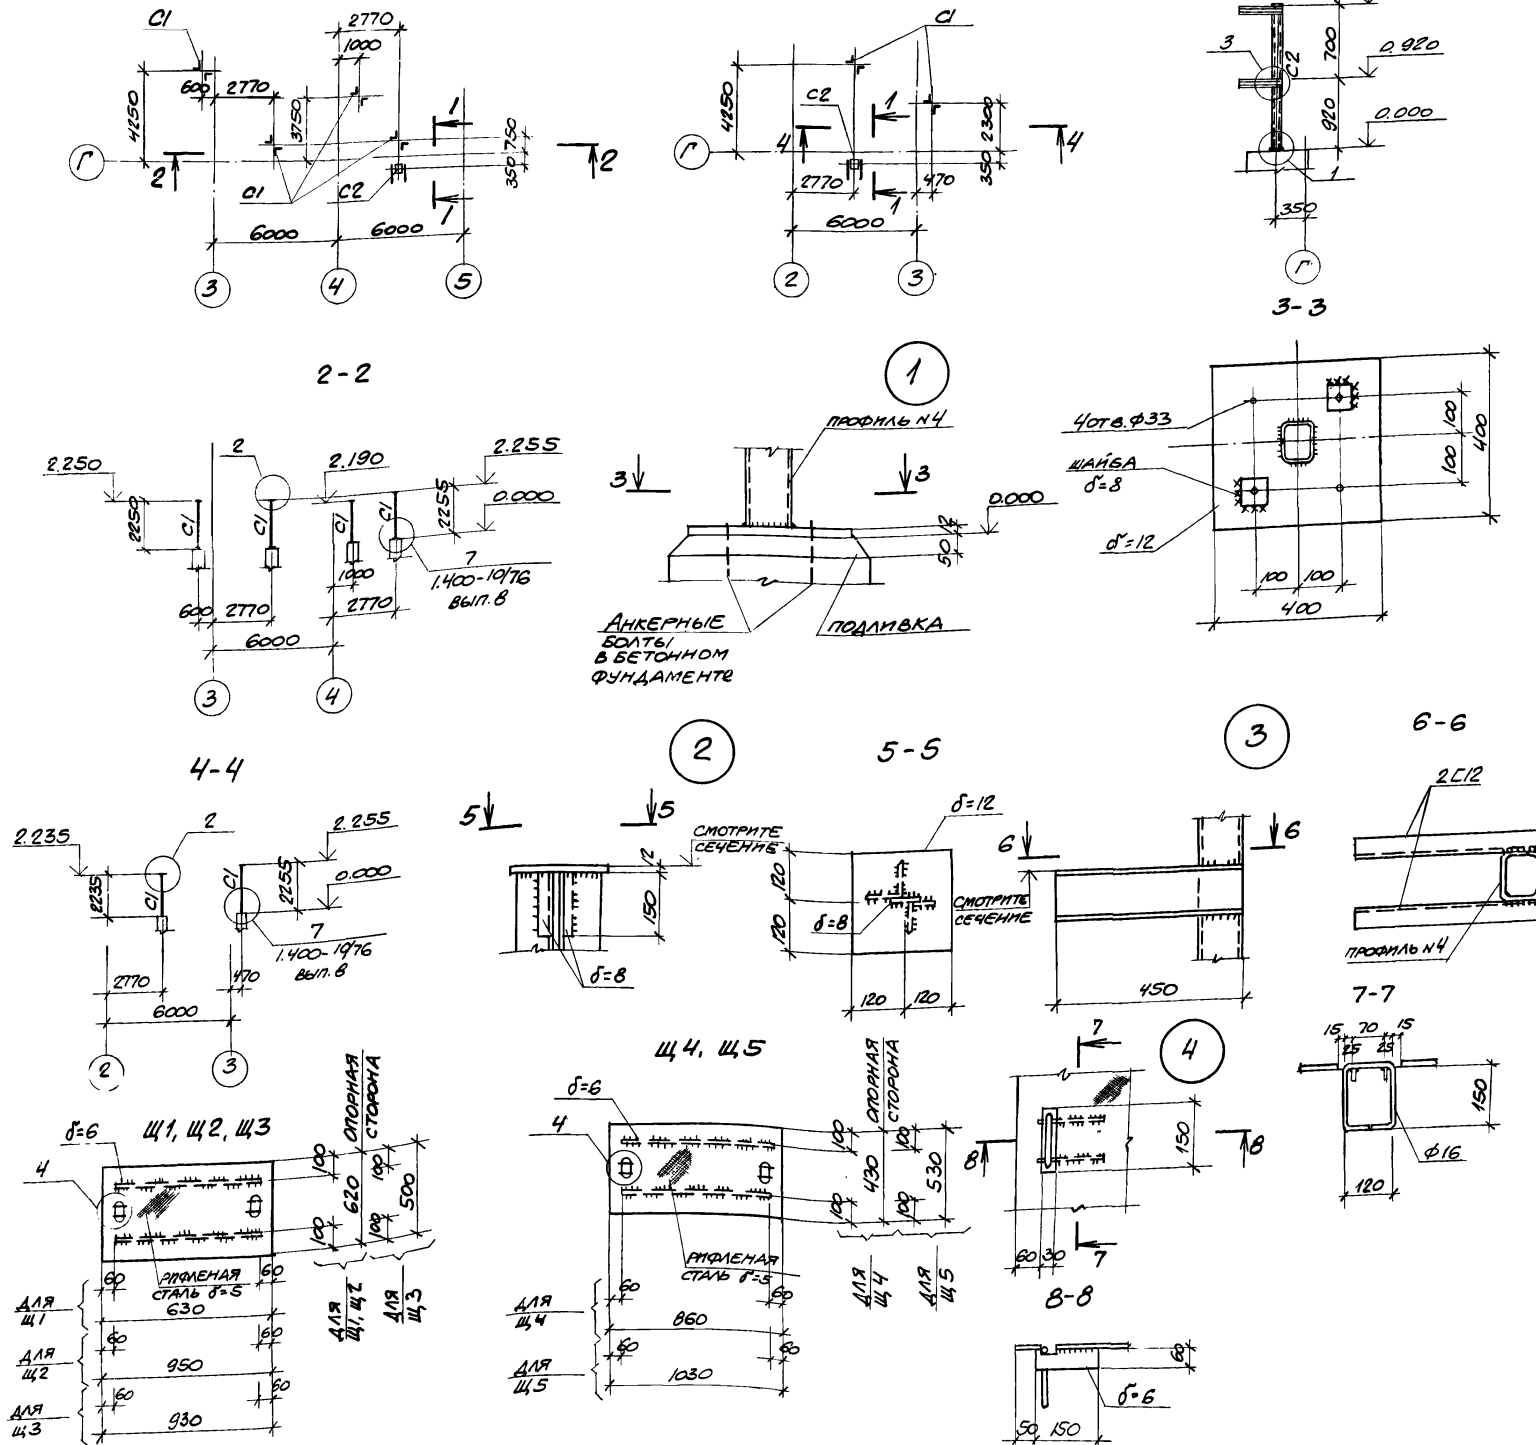 С1
2770
1000
600
2770
4250
3750
1
750
350
Г
2
2
С1
С2
1
6000
6000
3
4
5
С1
4250
С2
1
2300
4
4
Г
350
2770
1
470
6000
2
3
3
С2
700
0.920
920
0.000
1
350
Г
3-3
4отв.Ф33
ШАЙБА
δ=8
δ=12
100
100
400
100
100
400
2-2
2.250
2
2.190
2.255
0.000
2250
С1
С1
С1
С1
2255
7
1.400-10/76
ВЫП.В
1000
600
2770
2770
6000
3
4
1
ПРОФИЛЬ N4
3
3
0.000
12
50
АНКЕРНЫЕ
БОЛТЫ
В БЕТОННОМ
ФУНДАМЕНТе
ПОДЛИВКА
4-4
2.235
2
2.255
0.000
2235
С1
С1
2255
7
1.400-10/76
ВЫП.В
2770
470
6000
2
3
2
5
5
СМОТРИТЕ
СЕЧЕНИЕ
12
150
δ=8
5-5
δ=12
120
120
δ=8
120
120
3
6
6
СМОТРИТЕ
СЕЧЕНИЕ
450
6-6
2[12
ПРОФИЛЬ N4
7-7
15
70
15
25
25
150
Ф16
120
Щ1, Щ2, Щ3
δ=6
4
100
620
100
ОПОРНАЯ
СТОРОНА
100
500
100
РИФЛЕНАЯ
СТАЛЬ δ=5
ДЛЯ
Щ1, Щ2
ДЛЯ
Щ3
ДЛЯ
Щ1
60
60
630
ДЛЯ
Щ2
60
60
950
ДЛЯ
Щ3
60
60
930
Щ4, Щ5
δ=6
4
100
430
100
ОПОРНАЯ
СТОРОНА
100
530
100
РИФЛЕНАЯ
СТАЛЬ δ=5
ДЛЯ
Щ4
ДЛЯ
Щ5
ДЛЯ
Щ4
60
60
860
ДЛЯ
Щ5
60
60
1030
4
7
8
8
150
60
30
7
8-8
60
δ=6
50
150